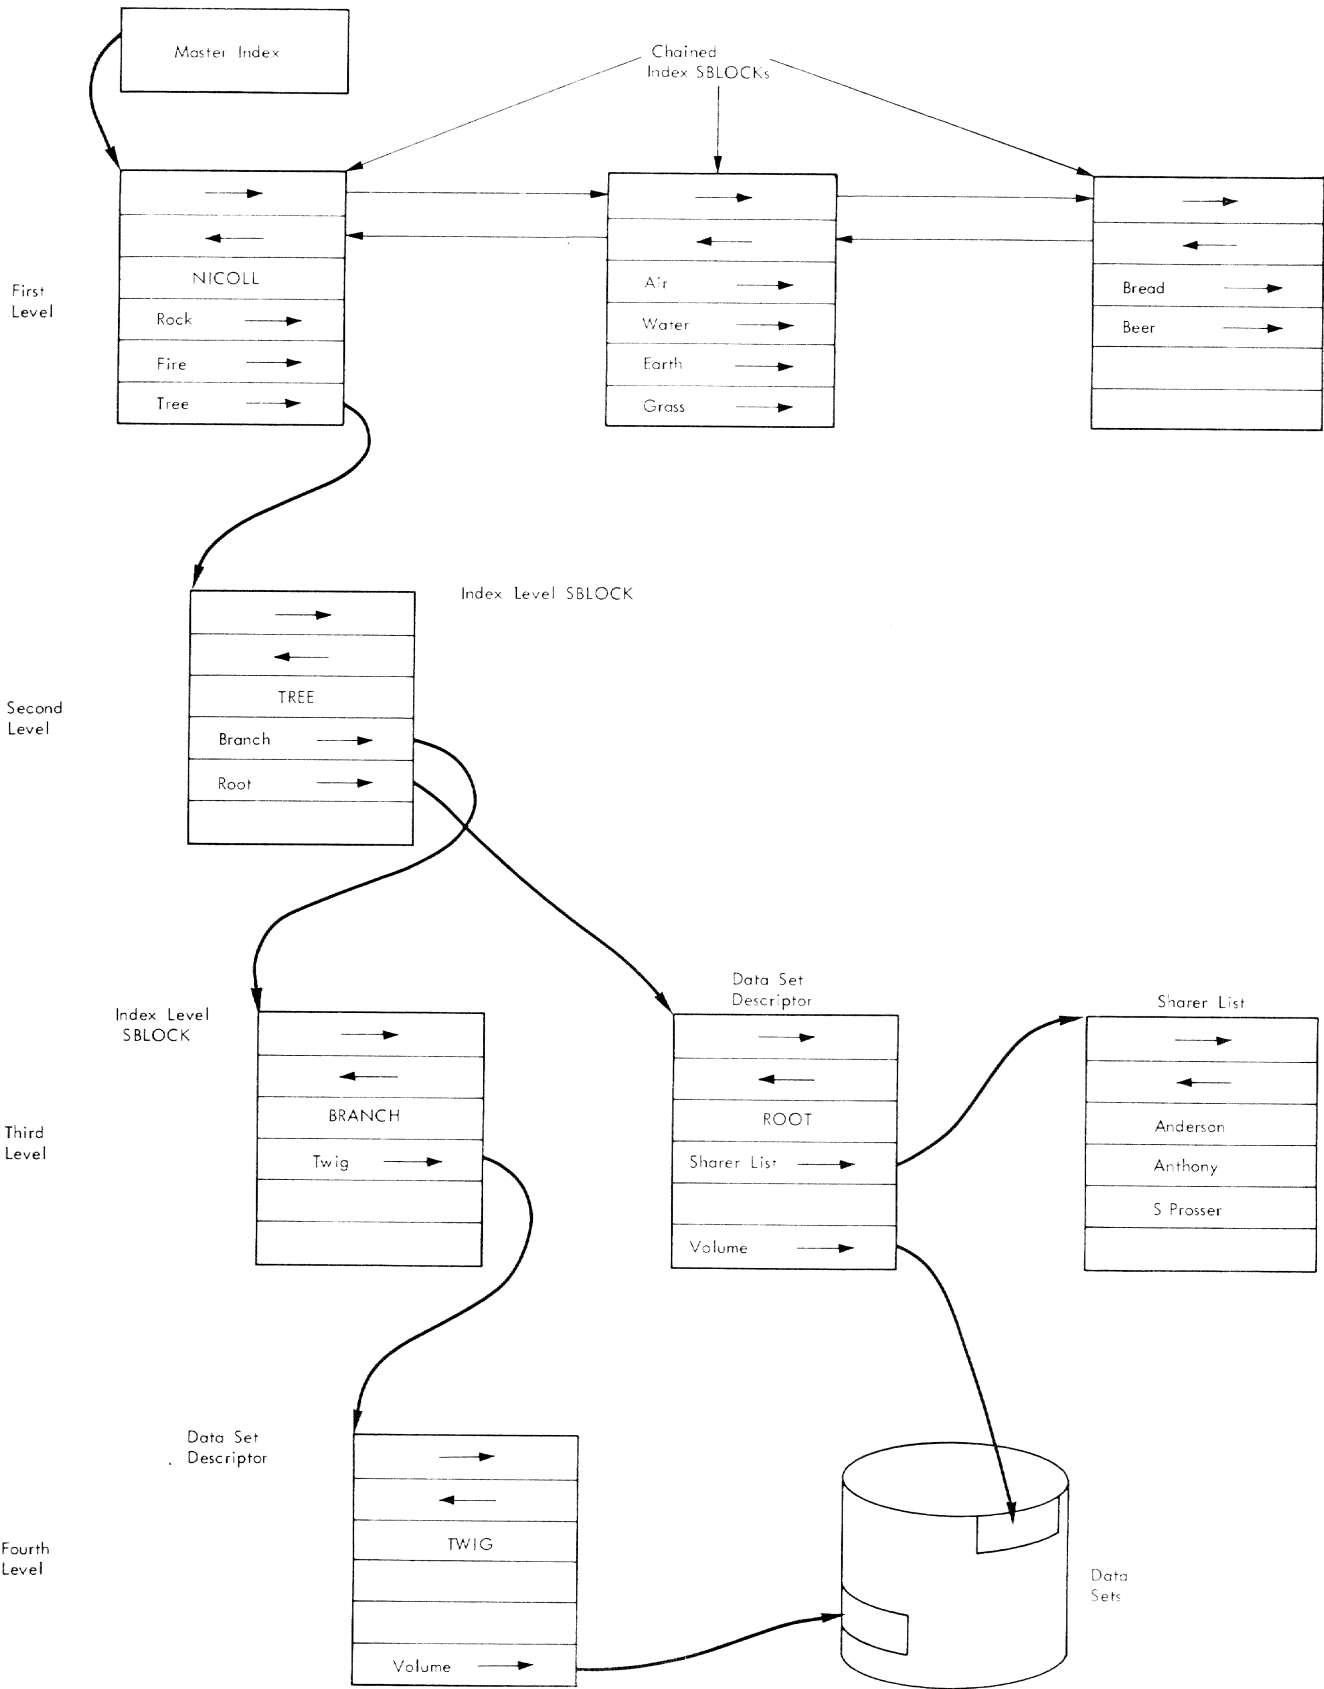 Master Index
Chained
Index SBLOCKs
First
Level
NICOLL
Rock
Fire
Tree
Air
Water
Earth
Grass
Bread
Beer
Index Level SBLOCK
Second
Level
TREE
Branch
Root
Index Level
SBLOCK
Data Set
Descriptor
Sharer List
Third
Level
BRANCH
Twig
ROOT
Sharer List
Volume
Anderson
Anthony
S Prosser
Data Set
Descriptor
Fourth
Level
TWIG
Volume
Data
Sets